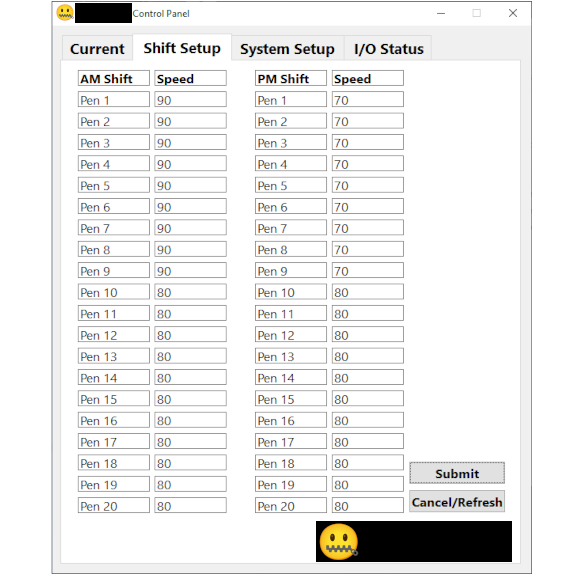 Control Panel
Current Shift Setup System Setup I/O Status
AM Shift Speed PM Shift Speed
Pen 1 90 Pen 1 70
Pen 2 90 Pen 2 70
Pen 3 90 Pen 3 70
Pen 4 90 Pen 4 70
Pen 5 90 Pen 5 70
Pen 6 90 Pen 6 70
Pen 7 90 Pen 7 70
Pen 8 90 Pen 8 70
Pen 9 90 Pen 9 70
Pen 10 80 Pen 10 80
Pen 11 80 Pen 11 80
Pen 12 80 Pen 12 80
Pen 13 80 Pen 13 80
Pen 14 80 Pen 14 80
Pen 15 80 Pen 15 80
Pen 16 80 Pen 16 80
Pen 17 80 Pen 17 80
Pen 18 80 Pen 18 80
Submit
Pen 19 80 Pen 19 80
Cancel/Refresh
Pen 20 80 Pen 20 80